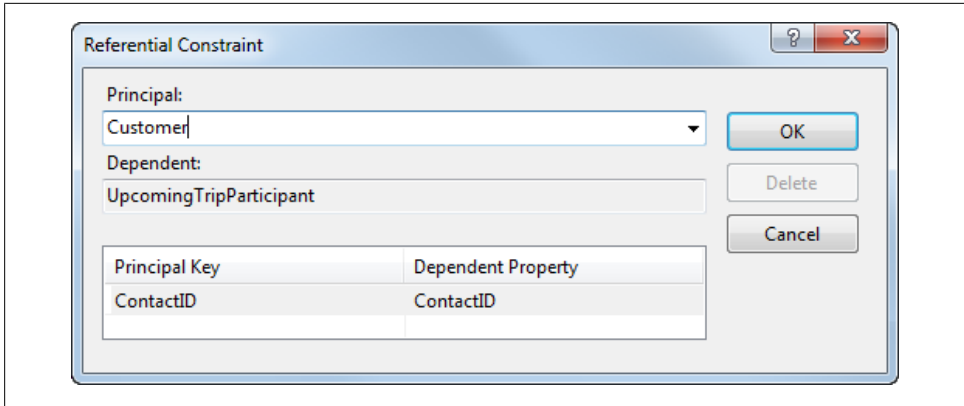 Referential Constraint
Principal:
Customer
OK
Dependent:
UpcomingTripParticipant
Delete
Cancel
Principal Key Dependent Property
ContactID ContactID